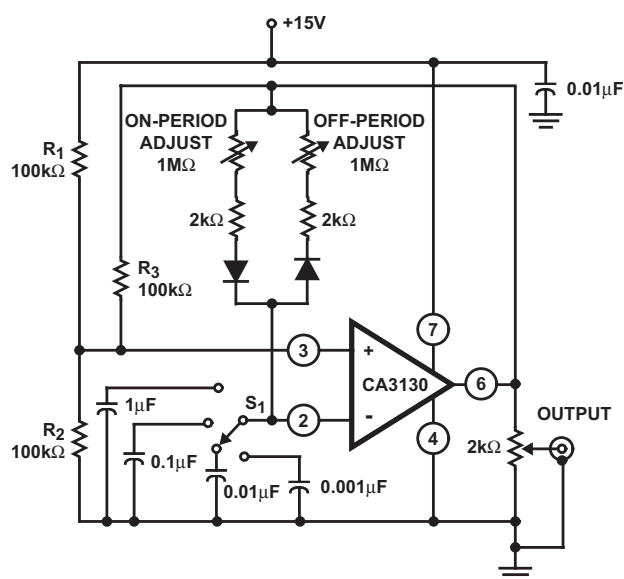 +15V
0.01μF
ON-PERIOD
ADJUST
1MΩ
OFF-PERIOD
ADJUST
1MΩ
R1
100kΩ
2kΩ
2kΩ
R3
100kΩ
7
3
+
CA3130
6
S1
2
-
4
OUTPUT
1μF
R2
100kΩ
0.1μF
0.01μF
0.001μF
2kΩ